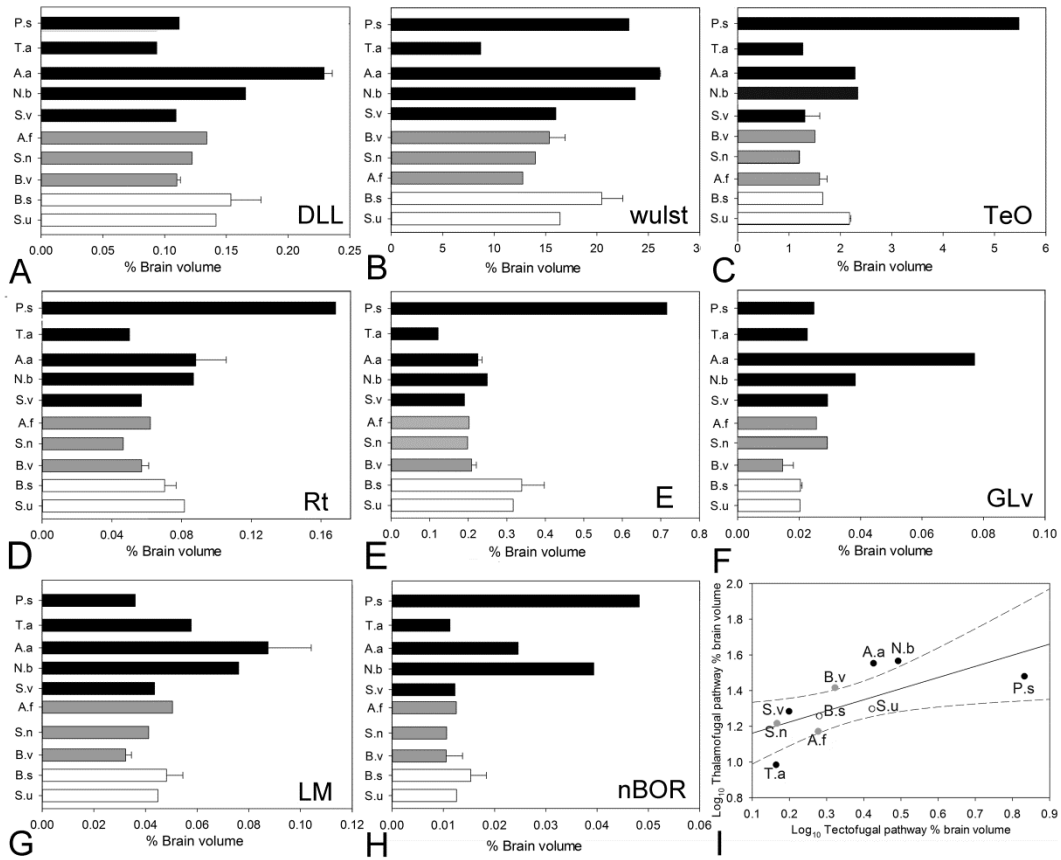 P.s
T.a
A.a
N.b
S.v
A.f
S.n
B.v
B.s
S.u
DLL
0.00 0.05 0.10 0.15 0.20 0.25
% Brain volume
A
P.s
T.a
A.a
N.b
S.v
B.v
S.n
A.f
B.s
S.u
wulst
0 5 10 15 20 25 30
% Brain volume
B
P.s
T.a
A.a
N.b
S.v
B.v
S.n
A.f
B.s
S.u
TeO
0 1 2 3 4 5 6
% Brain volume
C
P.s
T.a
A.a
N.b
S.v
A.f
S.n
B.v
B.s
S.u
Rt
0.00 0.04 0.08 0.12 0.16
% Brain volume
D
P.s
T.a
A.a
N.b
S.v
A.f
S.n
B.v
B.s
S.u
E
0.0 0.1 0.2 0.3 0.4 0.5 0.6 0.7 0.8
% Brain volume
E
P.s
T.a
A.a
N.b
S.v
A.f
S.n
B.v
B.s
S.u
GLv
0.00 0.02 0.04 0.06 0.08 0.10
% Brain volume
F
P.s
T.a
A.a
N.b
S.v
A.f
S.n
B.v
B.s
S.u
LM
0.00 0.02 0.04 0.06 0.08 0.10 0.12
% Brain volume
G
P.s
T.a
A.a
N.b
S.v
A.f
S.n
B.v
B.s
S.u
nBOR
0.00 0.01 0.02 0.03 0.04 0.05 0.06
% Brain volume
H
Log10 Thalamofugal pathway % brain volume
2.0
1.8
1.6
1.4
1.2
1.0
0.8
A.a N.b
B.v
P.s
S.v
B.s
S.u
S.n
A.f
T.a
0.1 0.2 0.3 0.4 0.5 0.6 0.7 0.8 0.9
Log10 Tectofugal pathway % brain volume
I